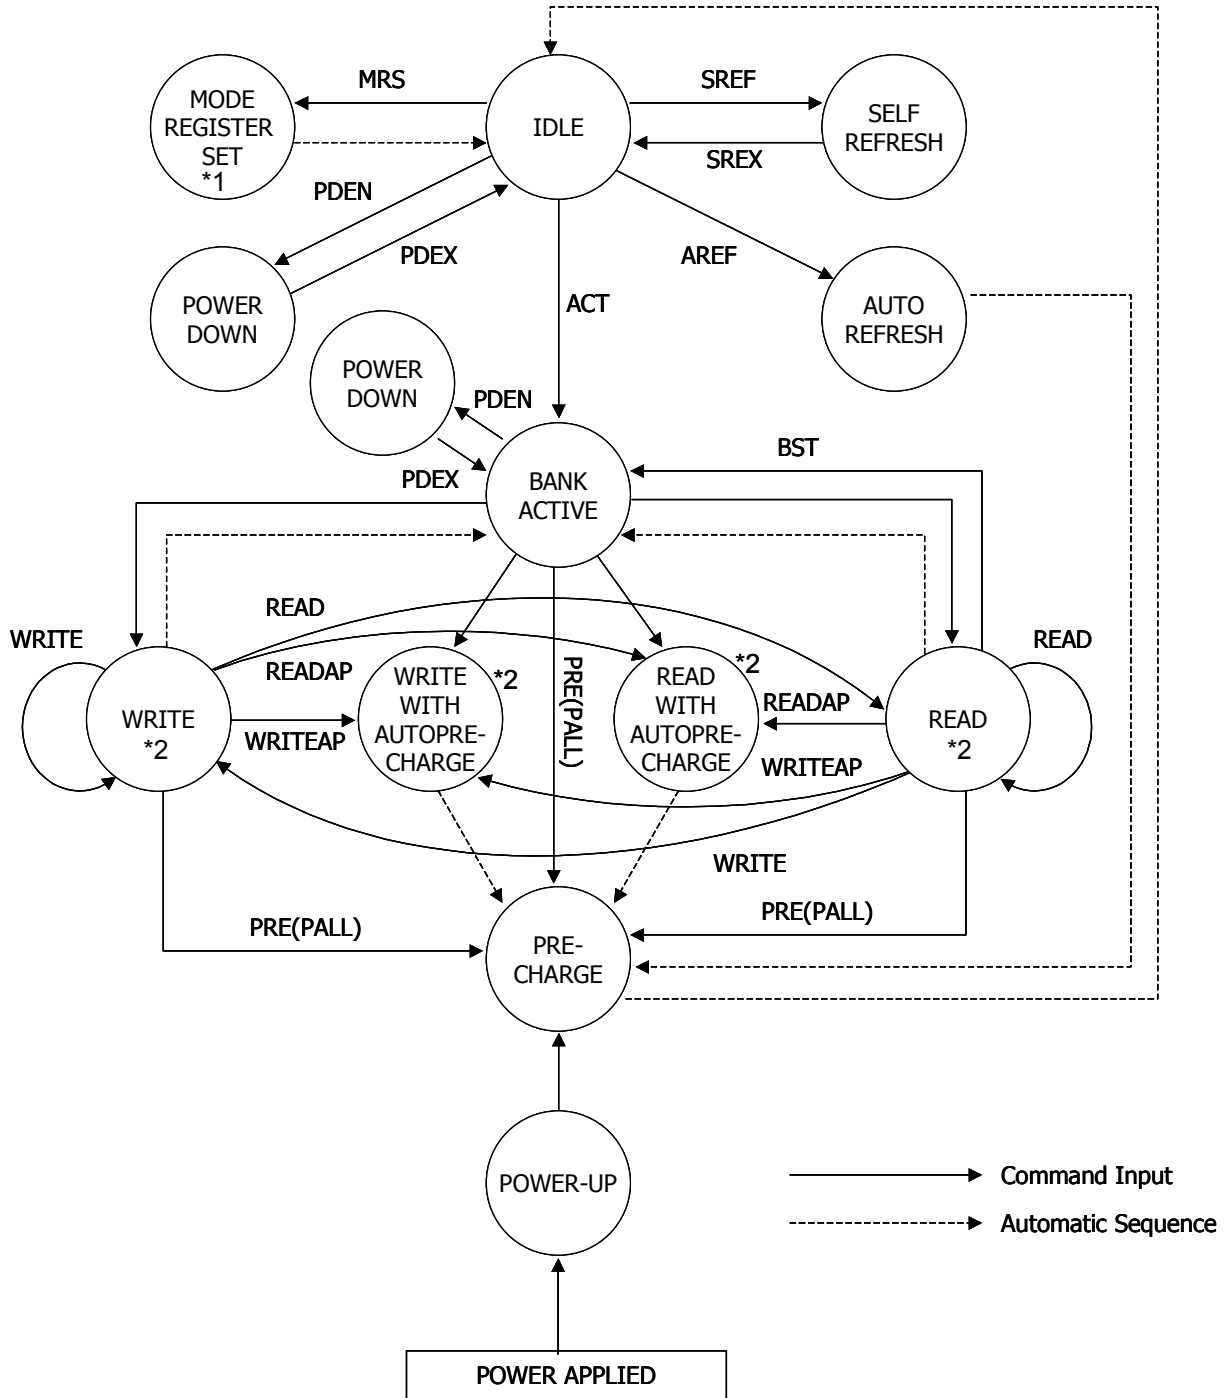 MRS
SREF
MODE
REGISTER
SET
*1
IDLE
SELF
REFRESH
SREX
PDEN
PDEX
AREF
POWER
DOWN
ACT
AUTO
REFRESH
POWER
DOWN
PDEN
PDEX
BST
BANK
ACTIVE
READ
WRITE
READ
READAP
WRITE
*2
WRITEAP
WRITE
WITH
AUTOPRE-
CHARGE
*2
PRE(PALL)
READ
WITH
AUTOPRE-
CHARGE
*2
READAP
WRITEAP
READ
*2
WRITE
PRE(PALL)
PRE(PALL)
PRE-
CHARGE
POWER-UP
Command Input
Automatic Sequence
POWER APPLIED